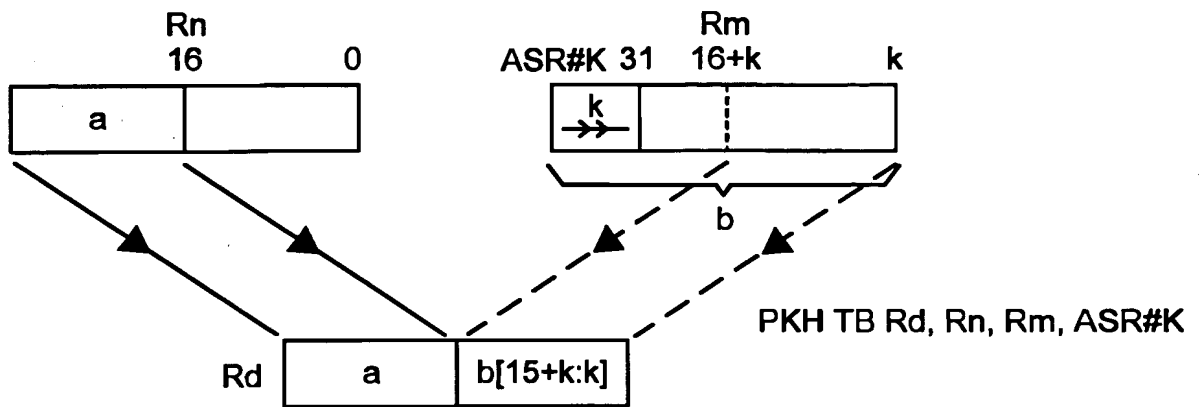 Rn
16 0
Rm
ASR#K 31 16+k k
a
k
b
PKH TB Rd, Rn, Rm, ASR#K
Rd a b[15+k:k]